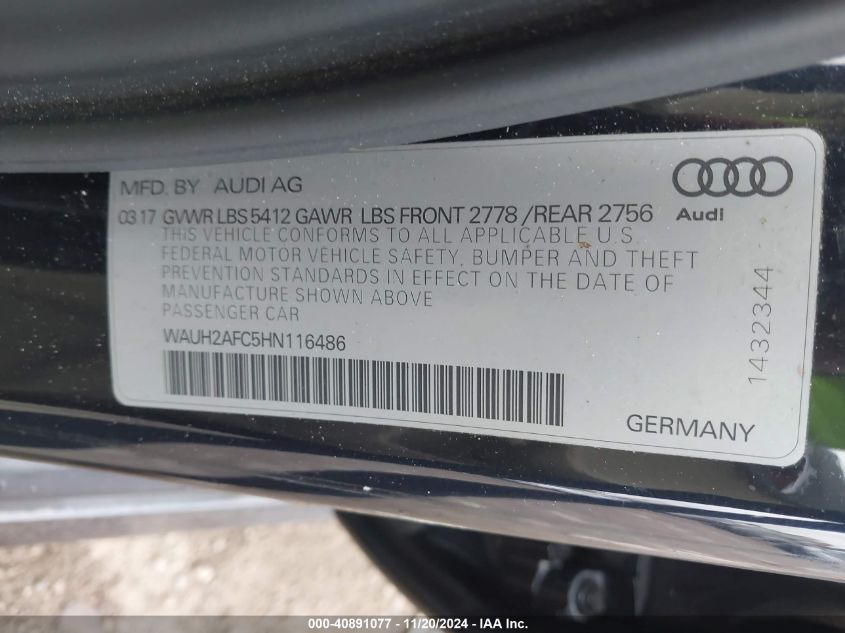 MFD. BY AUDI AG
Audi
03 17 GVWR LBS 5412 GAWR LBS FRONT 2778 /REAR 2756
THIS VEHICLE CONFORMS TO ALL APPLICABLE U.S
FEDERAL MOTOR VEHICLE SAFETY, BUMPER AND THEFT
PREVENTION STANDARDS IN EFFECT ON THE DATE OF
MANUFACTURE SHOWN ABOVE
PASSENGER CAR
WAUH2AFC5HN116486
1432344
GERMANY
000-40891077 - 11/20/2024 - IAA Inc.